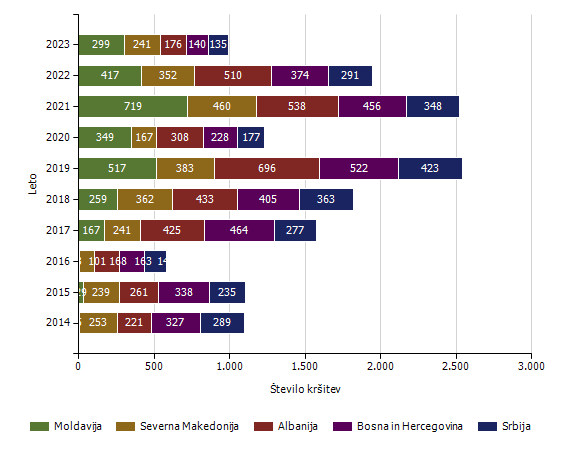 2023 299 241 176 140 135
2022 417 352 510 374 291
2021 719 460 538 456 348
2020 349 167 308 228 177
2019 517 383 696 522 423
Leto
2018 259 362 433 405 363
2017 167 241 425 464 277
2016 101 168 163
2015 239 261 338 235
2014 253 221 327 289
0 500 1.000 1.500 2.000 2.500 3.000
Število kršitev
Moldavija Severna Makedonija Albanija Bosna in Hercegovina Srbija